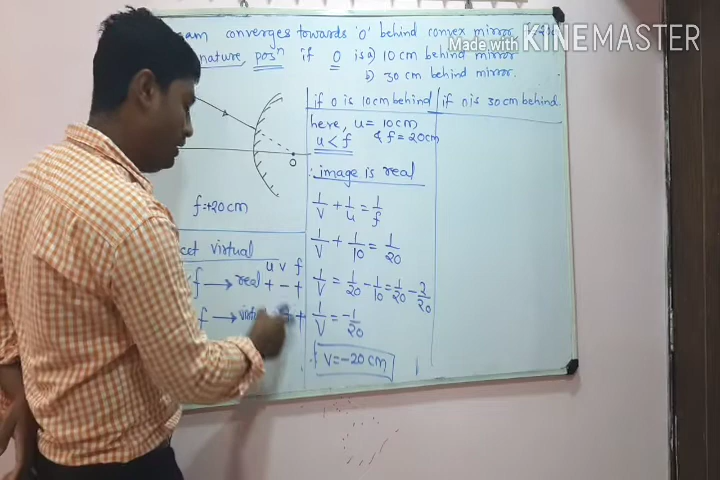 converges towards 'O' behind convex mirror
Made with KINEMASTER
nature, posⁿ if O is a) 10 cm behind mirror
b) 30 cm behind mirror.
if O is 10cm behind
if O is 30 cm behind
here, u = 10cm
& f = 20cm
u < f
O
∴ image is real
f=+20cm
1/v + 1/u = 1/f
1/v + 1/10 = 1/20
virtual
u v f
f → real + − +
1/v = 1/20 − 1/10 = 1/20 − 2/20
f →
+
1/v = −1/20
∴ v = −20 cm